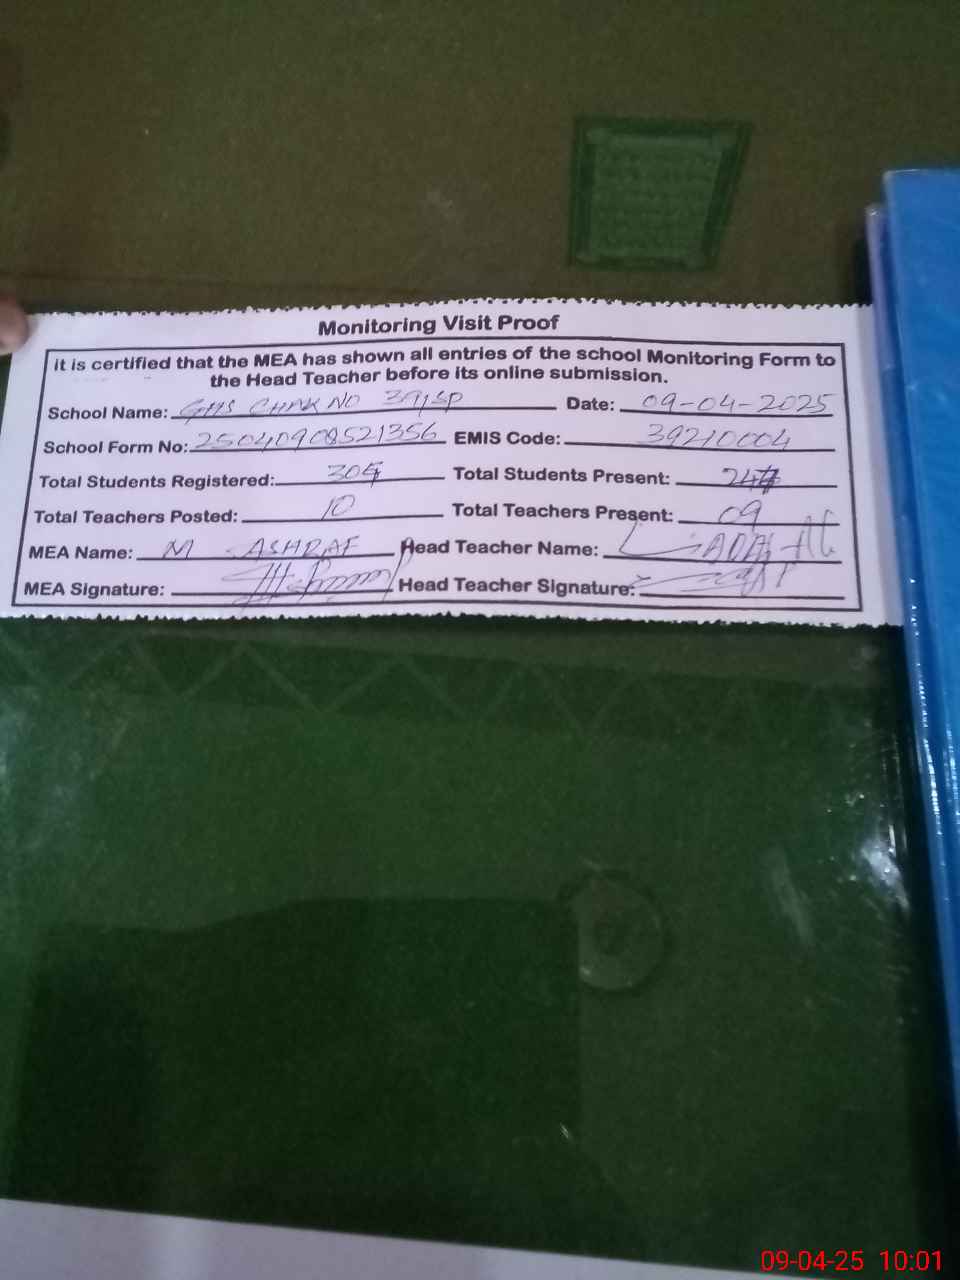 Monitoring Visit Proof
it is certified that the MEA has shown all entries of the school Monitoring Form to
the Head Teacher before its online submission.
School Name: GHS CHAK NO 39/SP Date: 09-04-2025
School Form No: 25040908521356 EMIS Code: 39210004
Total Students Registered: 305 Total Students Present:
Total Teachers Posted: 10 Total Teachers Present: 09
MEA Name: M ASHRAF Head Teacher Name:
MEA Signature: Head Teacher Signature:
09-04-25 10:01